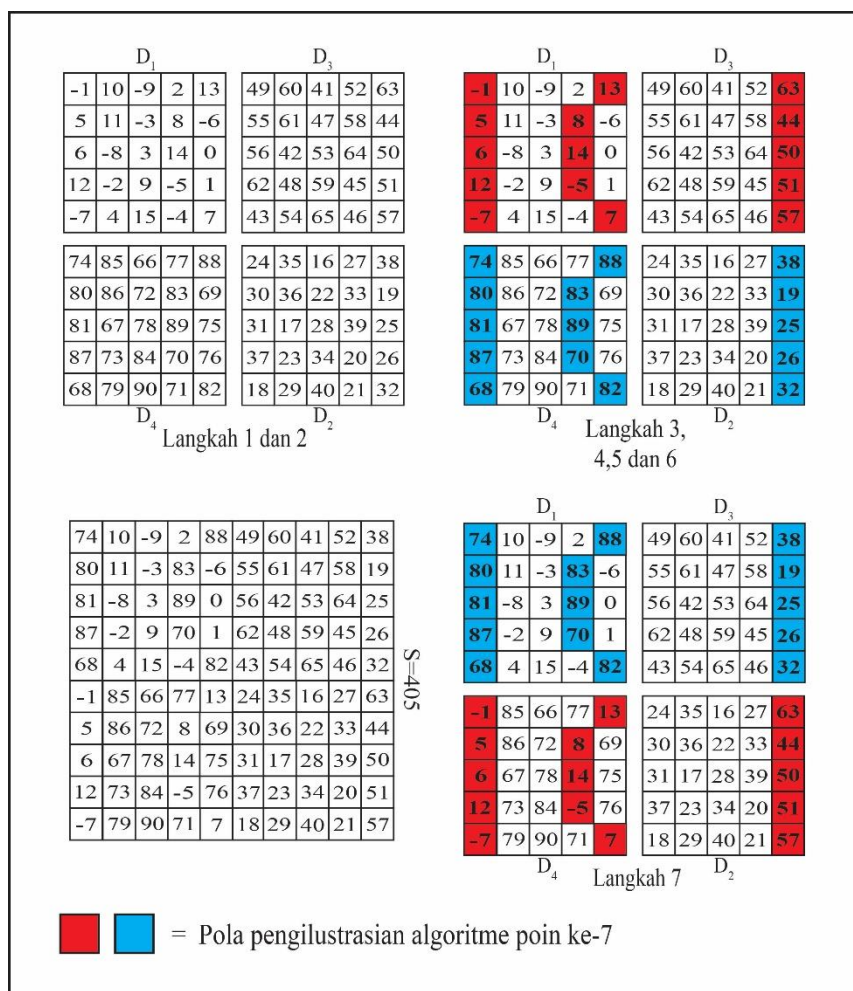 D1 D3
-1 10 -9 2 13 49 60 41 52 63
5 11 -3 8 -6 55 61 47 58 44
6 -8 3 14 0 56 42 53 64 50
12 -2 9 -5 1 62 48 59 45 51
-7 4 15 -4 7 43 54 65 46 57
74 85 66 77 88 24 35 16 27 38
80 86 72 83 69 30 36 22 33 19
81 67 78 89 75 31 17 28 39 25
87 73 84 70 76 37 23 34 20 26
68 79 90 71 82 18 29 40 21 32
D4 D2
Langkah 1 dan 2
D1 D3
-1 10 -9 2 13 49 60 41 52 63
5 11 -3 8 -6 55 61 47 58 44
6 -8 3 14 0 56 42 53 64 50
12 -2 9 -5 1 62 48 59 45 51
-7 4 15 -4 7 43 54 65 46 57
74 85 66 77 88 24 35 16 27 38
80 86 72 83 69 30 36 22 33 19
81 67 78 89 75 31 17 28 39 25
87 73 84 70 76 37 23 34 20 26
68 79 90 71 82 18 29 40 21 32
D4 D2
Langkah 3,
4,5 dan 6
74 10 -9 2 88 49 60 41 52 38
80 11 -3 83 -6 55 61 47 58 19
81 -8 3 89 0 56 42 53 64 25
87 -2 9 70 1 62 48 59 45 26
68 4 15 -4 82 43 54 65 46 32
-1 85 66 77 13 24 35 16 27 63
5 86 72 8 69 30 36 22 33 44
6 67 78 14 75 31 17 28 39 50
12 73 84 -5 76 37 23 34 20 51
-7 79 90 71 7 18 29 40 21 57
S=405
D1 D3
74 10 -9 2 88 49 60 41 52 38
80 11 -3 83 -6 55 61 47 58 19
81 -8 3 89 0 56 42 53 64 25
87 -2 9 70 1 62 48 59 45 26
68 4 15 -4 82 43 54 65 46 32
-1 85 66 77 13 24 35 16 27 63
5 86 72 8 69 30 36 22 33 44
6 67 78 14 75 31 17 28 39 50
12 73 84 -5 76 37 23 34 20 51
-7 79 90 71 7 18 29 40 21 57
D4 D2
Langkah 7
= Pola pengilustrasian algoritme poin ke-7